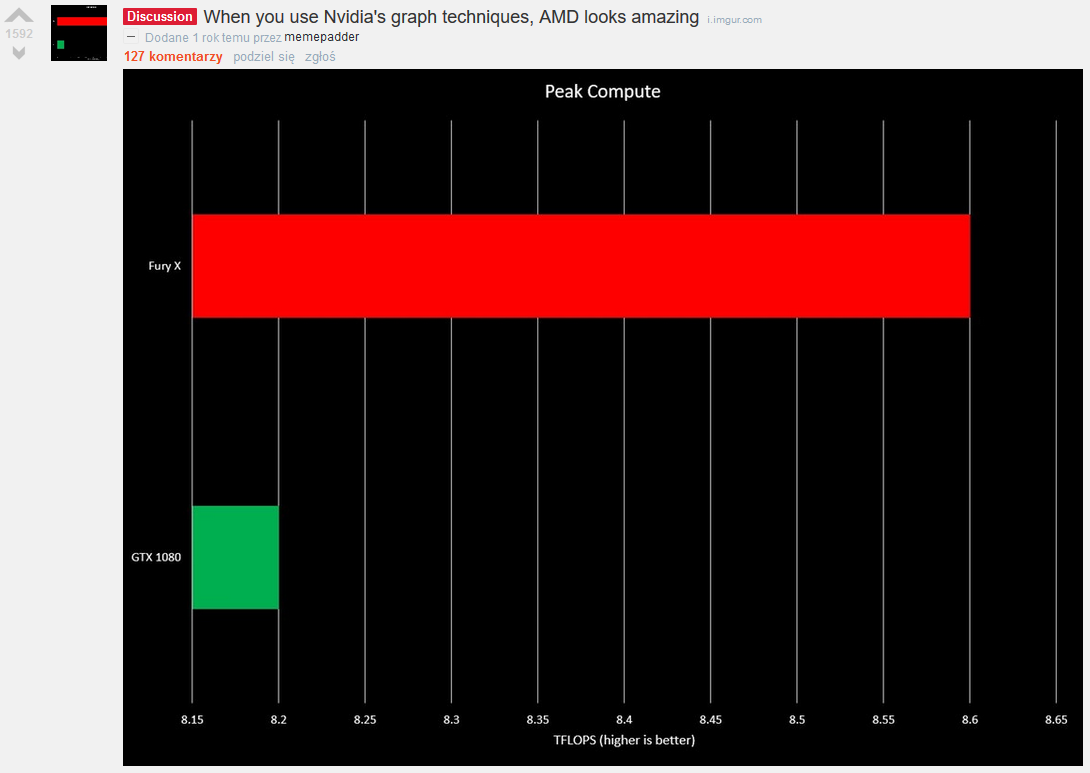 Discussion When you use Nvidia's graph techniques, AMD looks amazing i.imgur.com
1592
– Dodane 1 rok temu przez memepadder
127 komentarzy podziel się zgłoś
Peak Compute
Fury X
GTX 1080
8.15 8.2 8.25 8.3 8.35 8.4 8.45 8.5 8.55 8.6 8.65
TFLOPS (higher is better)